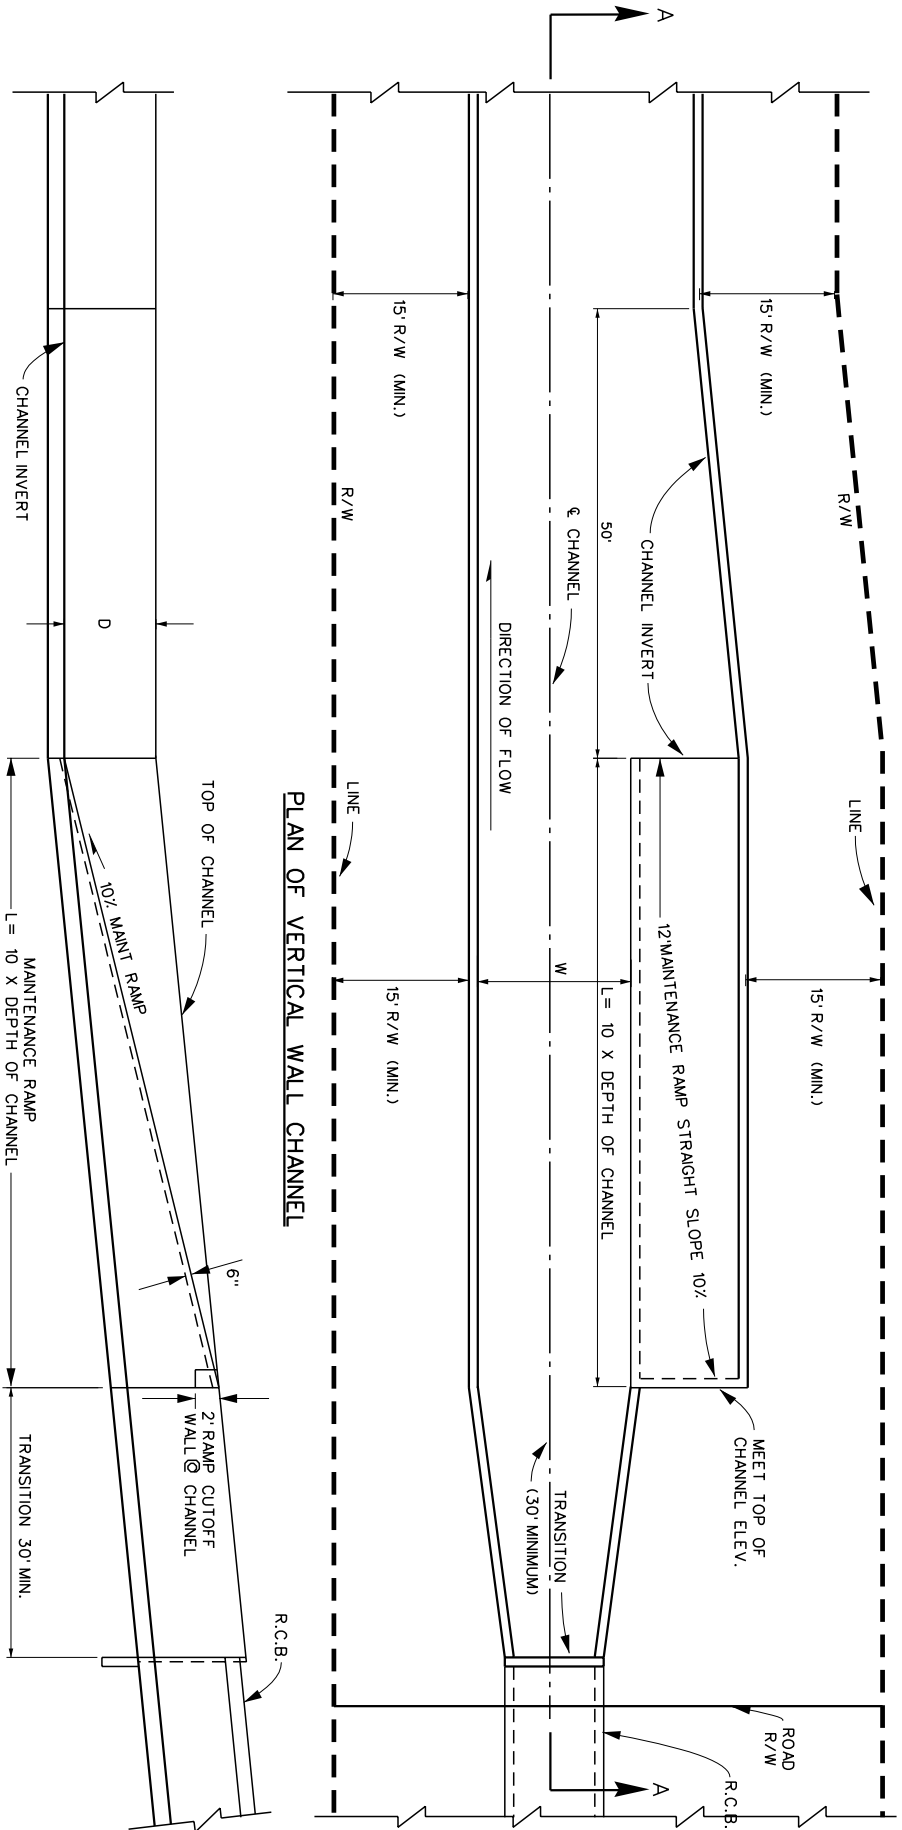 A
15' R/W (MIN.)
R/W
LINE
15' R/W (MIN.)
CHANNEL INVERT
50'
12'MAINTENANCE RAMP STRAIGHT SLOPE 10%
L= 10 X DEPTH OF CHANNEL
MEET TOP OF
CHANNEL ELEV.
ROAD
R/W
R.C.B.
A
℄ CHANNEL
DIRECTION OF FLOW
W
TRANSITION
(30' MINIMUM)
15' R/W (MIN.)
R/W
LINE
15' R/W (MIN.)
PLAN OF VERTICAL WALL CHANNEL
CHANNEL INVERT
D
TOP OF CHANNEL
10% MAINT RAMP
6"
2' RAMP CUTOFF
WALL @ CHANNEL
R.C.B.
MAINTENANCE RAMP
L= 10 X DEPTH OF CHANNEL
TRANSITION 30' MIN.